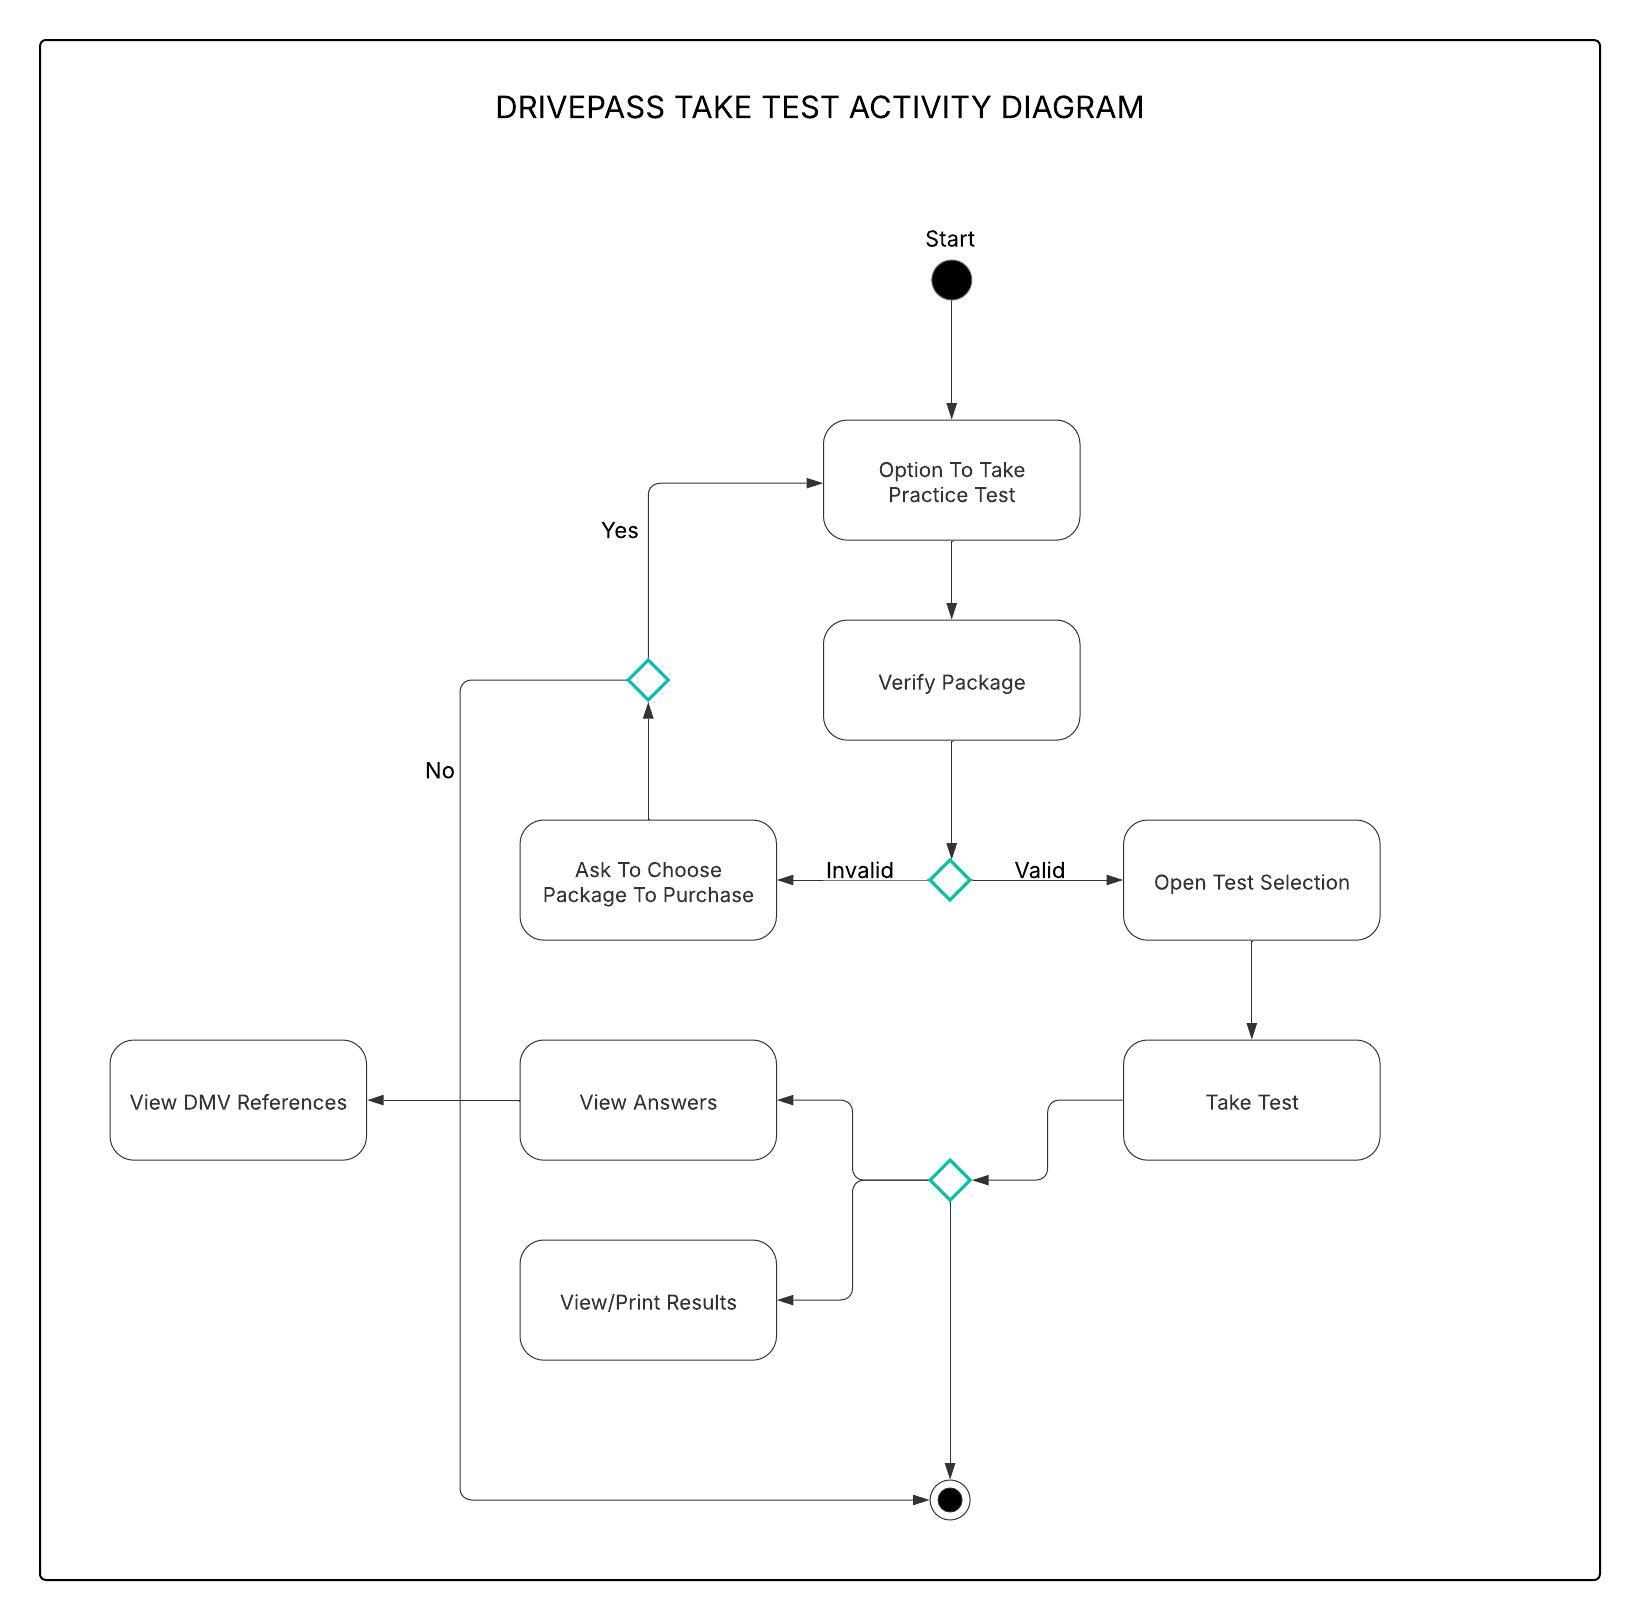 DRIVEPASS TAKE TEST ACTIVITY DIAGRAM
Start
Option To Take
Practice Test
Yes
Verify Package
No
Ask To Choose
Package To Purchase
Invalid
Valid
Open Test Selection
View DMV References
View Answers
Take Test
View/Print Results